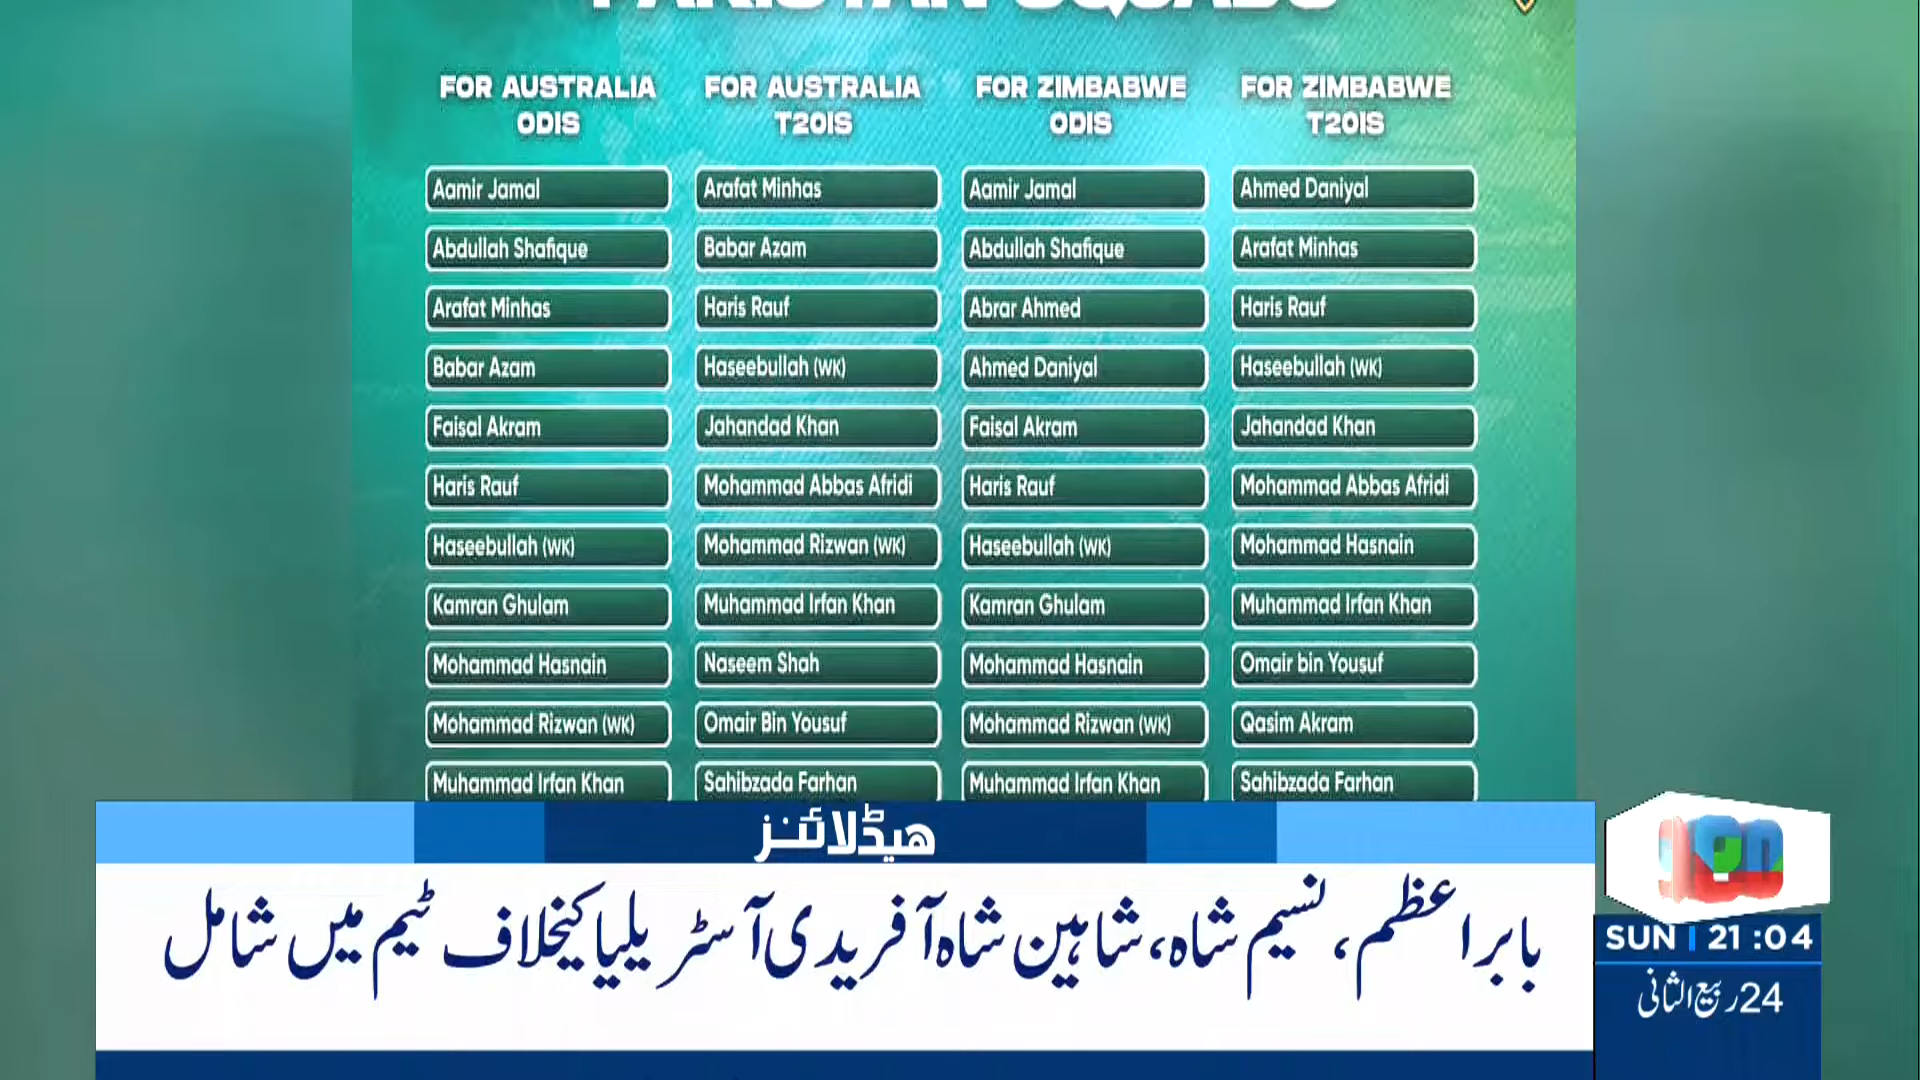 PAKISTAN SQUADS
FOR AUSTRALIA ODIS
Aamir Jamal
Abdullah Shafique
Arafat Minhas
Babar Azam
Faisal Akram
Haris Rauf
Haseebullah (WK)
Kamran Ghulam
Mohammad Hasnain
Mohammad Rizwan (WK)
Muhammad Irfan Khan
FOR AUSTRALIA T20IS
Arafat Minhas
Babar Azam
Haris Rauf
Haseebullah (WK)
Jahandad Khan
Mohammad Abbas Afridi
Mohammad Rizwan (WK)
Muhammad Irfan Khan
Naseem Shah
Omair Bin Yousuf
Sahibzada Farhan
FOR ZIMBABWE ODIS
Aamir Jamal
Abdullah Shafique
Abrar Ahmed
Ahmed Daniyal
Faisal Akram
Haris Rauf
Haseebullah (WK)
Kamran Ghulam
Mohammad Hasnain
Mohammad Rizwan (WK)
Muhammad Irfan Khan
FOR ZIMBABWE T20IS
Ahmed Daniyal
Arafat Minhas
Haris Rauf
Haseebullah (WK)
Jahandad Khan
Mohammad Abbas Afridi
Mohammad Hasnain
Muhammad Irfan Khan
Omair bin Yousuf
Qasim Akram
Sahibzada Farhan
ہیڈلائنز
بابراعظم، نسیم شاہ، شاہین شاہ آفریدی آسٹریلیا کیخلاف ٹیم میں شامل
SUN | 21 :04
24 ربیع الثانی